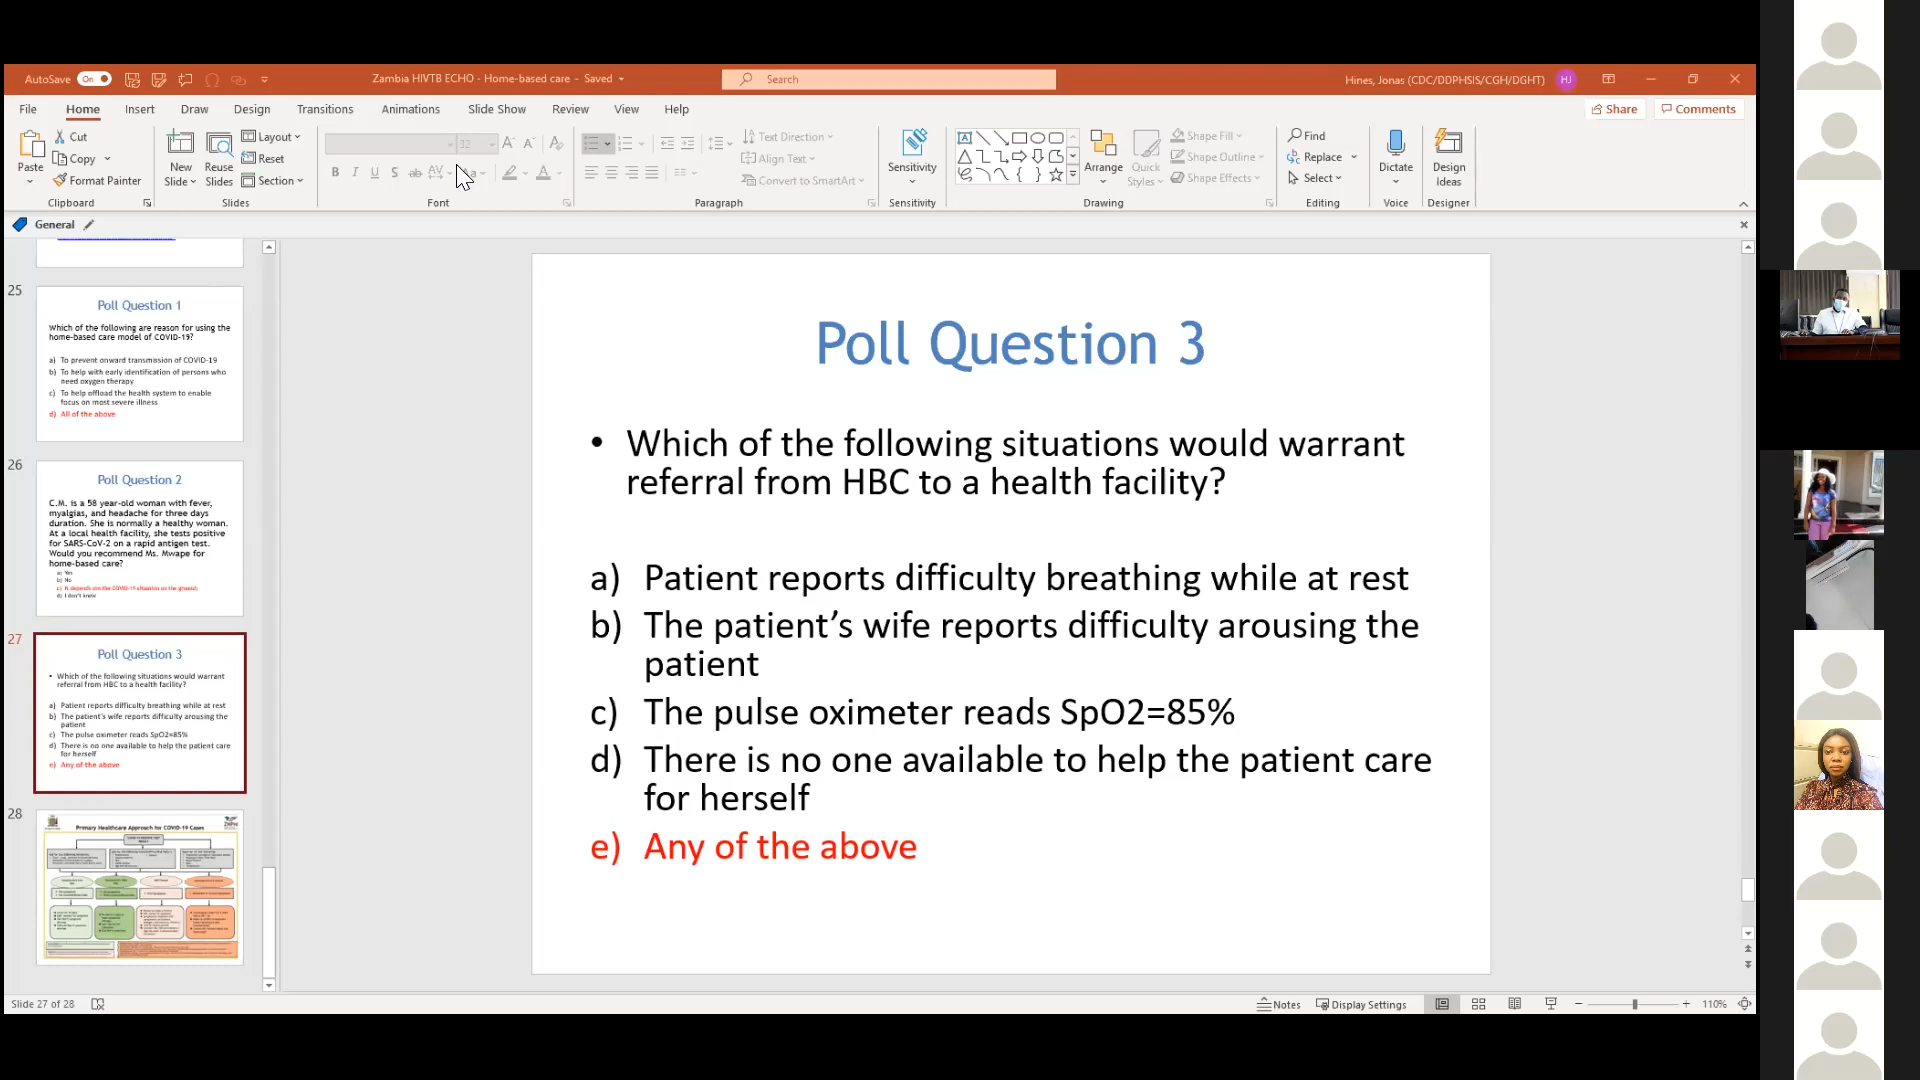 AutoSave On
Zambia HIVTB ECHO - Home-based care - Saved
Search
Hines, Jonas (CDC/DDPHSIS/CGH/DGHT) HJ
File Home Insert Draw Design Transitions Animations Slide Show Review View Help
Share Comments
Paste
Cut
Copy
Format Painter
Clipboard
New Slide
Reuse Slides
Layout
Reset
Section
Slides
32
Font
Text Direction
Align Text
Convert to SmartArt
Paragraph
Sensitivity
Sensitivity
Arrange
Quick Styles
Shape Fill
Shape Outline
Shape Effects
Drawing
Find
Replace
Select
Editing
Dictate
Voice
Design Ideas
Designer
General
25
Poll Question 1
Which of the following are reason for using the
home-based care model of COVID-19?
a) To prevent onward transmission of COVID-19
b) To help with early identification of persons who
need oxygen therapy
c) To help offload the health system to enable
focus on most severe illness
d) All of the above
26
Poll Question 2
C.M. is a 58 year-old woman with fever,
myalgias, and headache for three days
duration. She is normally a healthy woman.
At a local health facility, she tests positive
for SARS-CoV-2 on a rapid antigen test.
Would you recommend Ms. Mwape for
home-based care?
a) Yes
b) No
c) It depends (on the COVID-19 situation on the ground)
d) I don't know
27
Poll Question 3
• Which of the following situations would warrant
referral from HBC to a health facility?
a) Patient reports difficulty breathing while at rest
b) The patient's wife reports difficulty arousing the
patient
c) The pulse oximeter reads SpO2=85%
d) There is no one available to help the patient care
for herself
e) Any of the above
28
Primary Healthcare Approach for COVID-19 Cases
Poll Question 3
• Which of the following situations would warrant
referral from HBC to a health facility?
a) Patient reports difficulty breathing while at rest
b) The patient’s wife reports difficulty arousing the
patient
c) The pulse oximeter reads SpO2=85%
d) There is no one available to help the patient care
for herself
e) Any of the above
Slide 27 of 28
Notes
Display Settings
110%